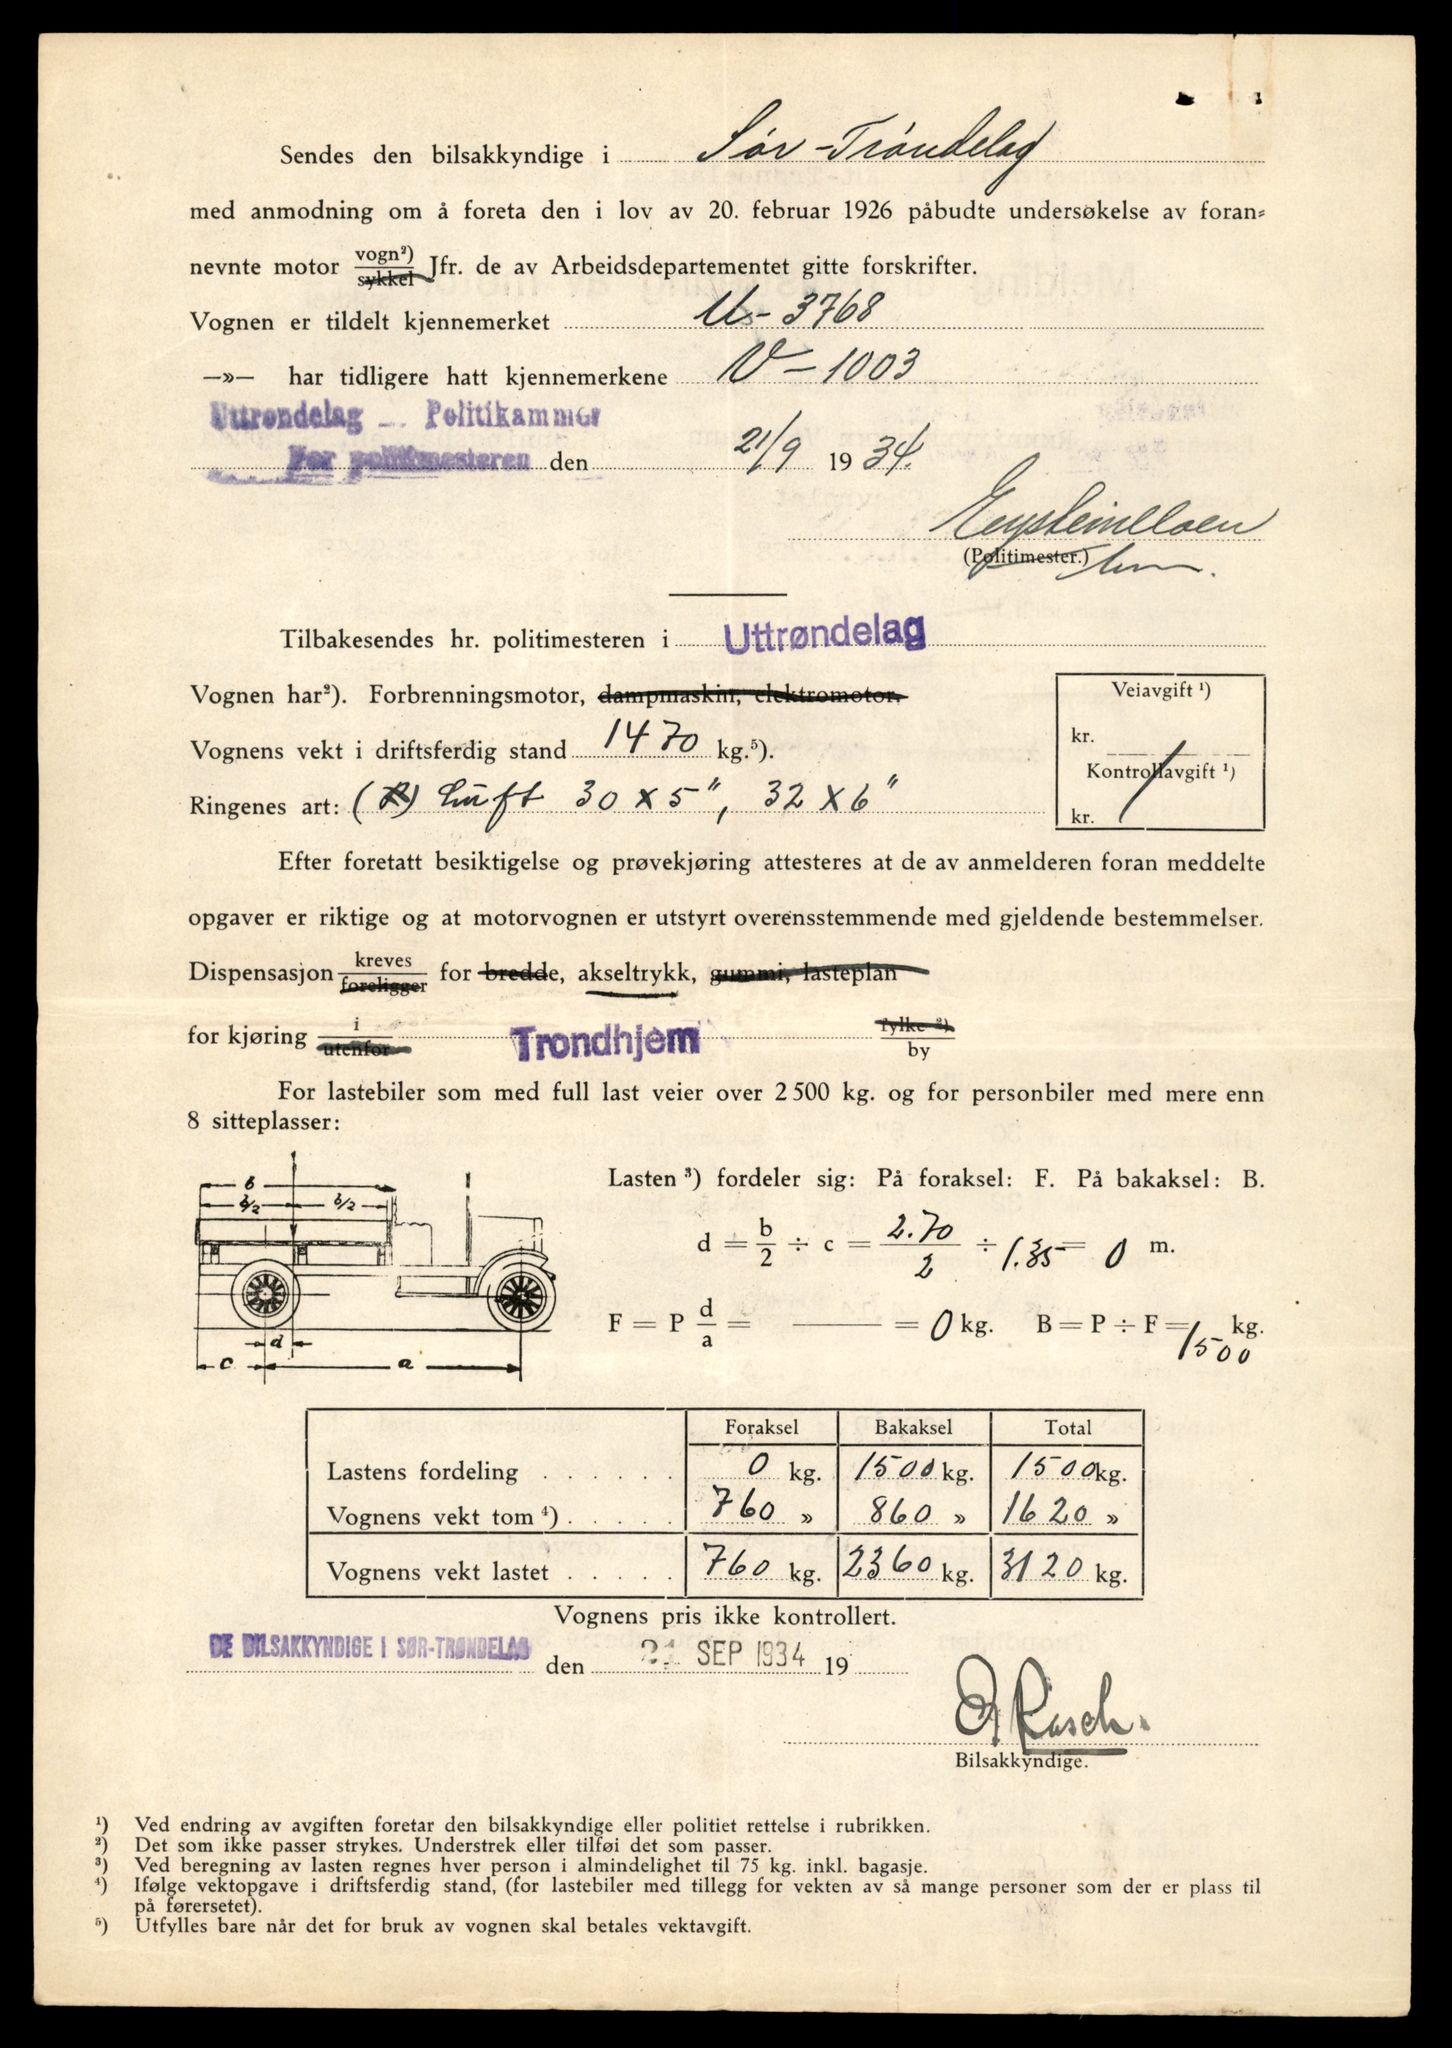 Sendes den bilsakkyndige i Sør-Trøndelag
med anmodning om å foreta den i lov av 20. februar 1926 påbudte undersøkelse av foran-
nevnte motor vogn²) sykkel Jfr. de av Arbeidsdepartementet gitte forskrifter.
Vognen er tildelt kjennemerket U- 3768
—»— har tidligere hatt kjennemerkene V - 1003
Uttrøndelag Politikammer
For politimesteren den 21/9 1934.
(Politimester.)
Tilbakesendes hr. politimesteren i Uttrøndelag
Vognen har²). Forbrenningsmotor, dampmaskin, elektromotor.
Veiavgift ¹)
Vognens vekt i driftsferdig stand 1470 kg.⁵).
kr.
Kontrollavgift ¹)
Ringenes art: (R) Luft 30 x 5", 32 x 6"
kr.
Efter foretatt besiktigelse og prøvekjøring attesteres at de av anmelderen foran meddelte
opgaver er riktige og at motorvognen er utstyrt overensstemmende med gjeldende bestemmelser.
Dispensasjon kreves foreligger for bredde, akseltrykk, gummi, lasteplan
for kjøring i utenfor Trondhjem fylke ²) by
For lastebiler som med full last veier over 2500 kg. og for personbiler med mere enn
8 sitteplasser:
b
b/2 b/2
d
c a
Lasten ³) fordeler sig: På foraksel: F. På bakaksel: B.
d = b/2 ÷ c = 2.70/2 ÷ 1.35 = 0 m.
F = P d/a = — = 0 kg. B = P ÷ F = 1500 kg.
Foraksel Bakaksel Total
Lastens fordeling . . . . . . 0 kg. 1500 kg. 1500 kg.
Vognens vekt tom ⁴) . . . . . 760 » 860 » 1620 »
Vognens vekt lastet . . . . . 760 kg. 2360 kg. 3120 kg.
Vognens pris ikke kontrollert.
DE BILSAKKYNDIGE I SØR-TRØNDELAG den 21 SEP 1934 19
Rasch.
Bilsakkyndige.
¹) Ved endring av avgiften foretar den bilsakkyndige eller politiet rettelse i rubrikken.
²) Det som ikke passer strykes. Understrek eller tilføi det som passer.
³) Ved beregning av lasten regnes hver person i almindelighet til 75 kg. inkl. bagasje.
⁴) Ifølge vektopgave i driftsferdig stand, (for lastebiler med tillegg for vekten av så mange personer som der er plass til
på førersetet).
⁵) Utfylles bare når det for bruk av vognen skal betales vektavgift.